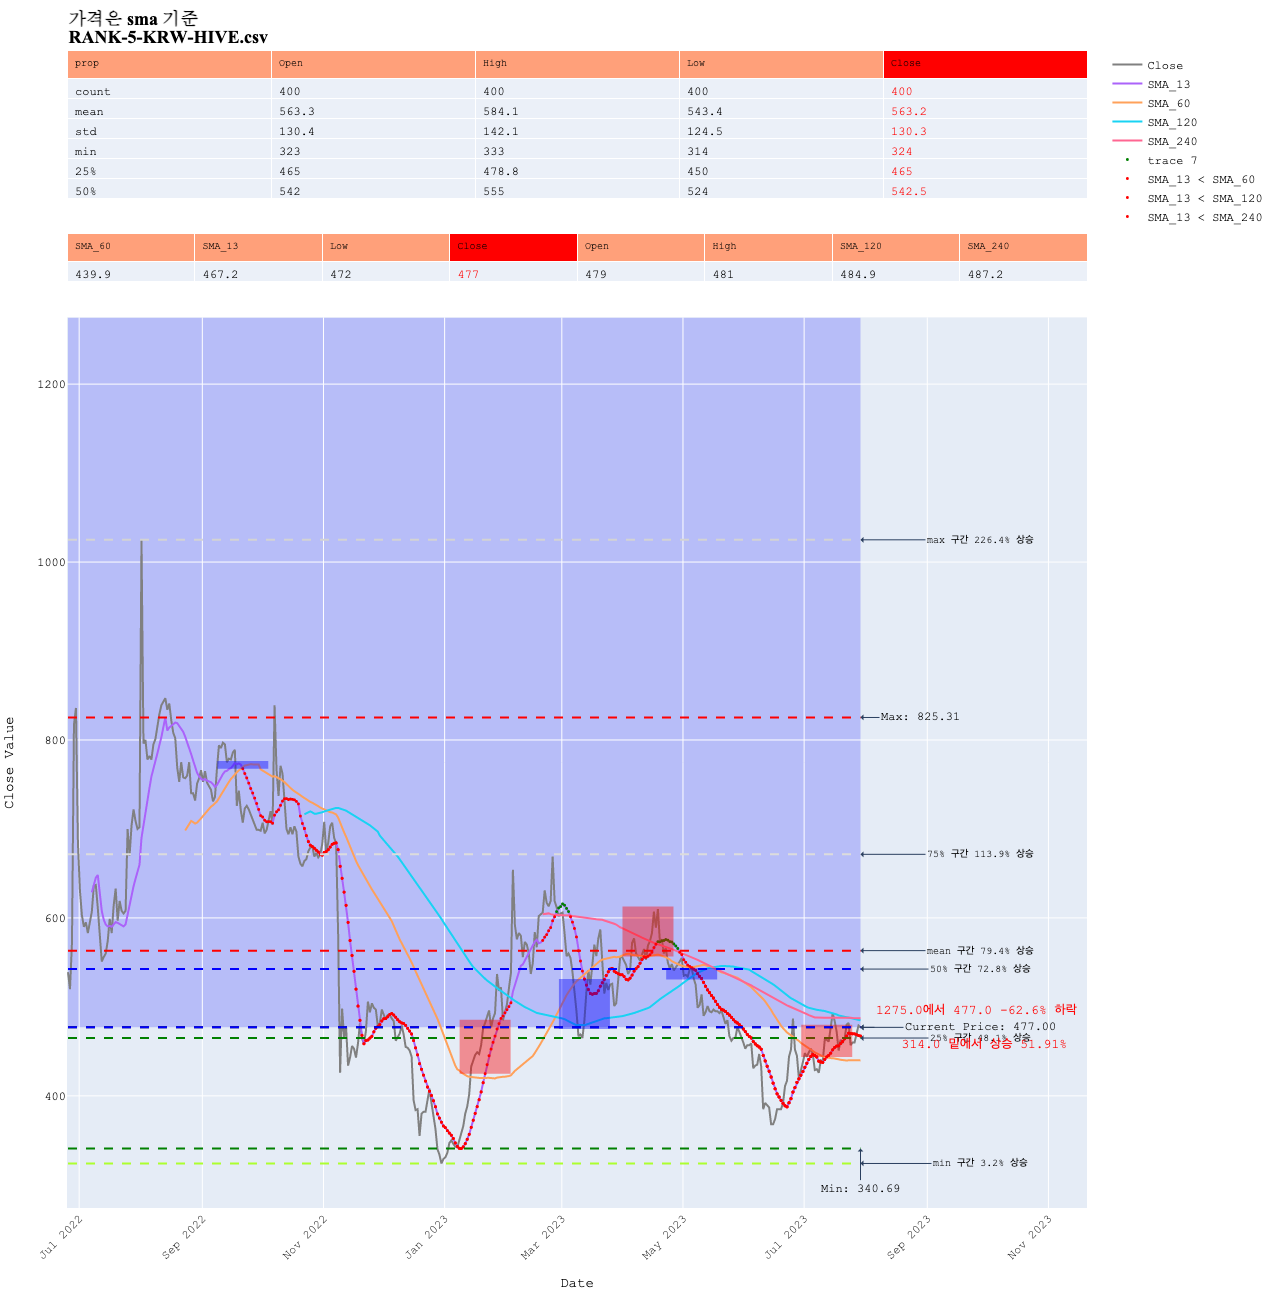 가격은 sma 기준
RANK-5-KRW-HIVE.csv
prop Open High Low Close
count 400 400 400 400
mean 563.3 584.1 543.4 563.2
std 130.4 142.1 124.5 130.3
min 323 333 314 324
25% 465 478.8 450 465
50% 542 555 524 542.5
Close
SMA_13
SMA_60
SMA_120
SMA_240
trace 7
SMA_13 < SMA_60
SMA_13 < SMA_120
SMA_13 < SMA_240
SMA_60 SMA_13 Low Close Open High SMA_120 SMA_240
439.9 467.2 472 477 479 481 484.9 487.2
1200
1000
800
600
400
Close Value
max 구간 226.4% 상승
Max: 825.31
75% 구간 113.9% 상승
mean 구간 79.4% 상승
50% 구간 72.8% 상승
1275.0에서 477.0 -62.6% 하락
Current Price: 477.00
25% 구간 48.1% 상승
314.0 밑에서 상승 51.91%
min 구간 3.2% 상승
Min: 340.69
Jul 2022
Sep 2022
Nov 2022
Jan 2023
Mar 2023
May 2023
Jul 2023
Sep 2023
Nov 2023
Date